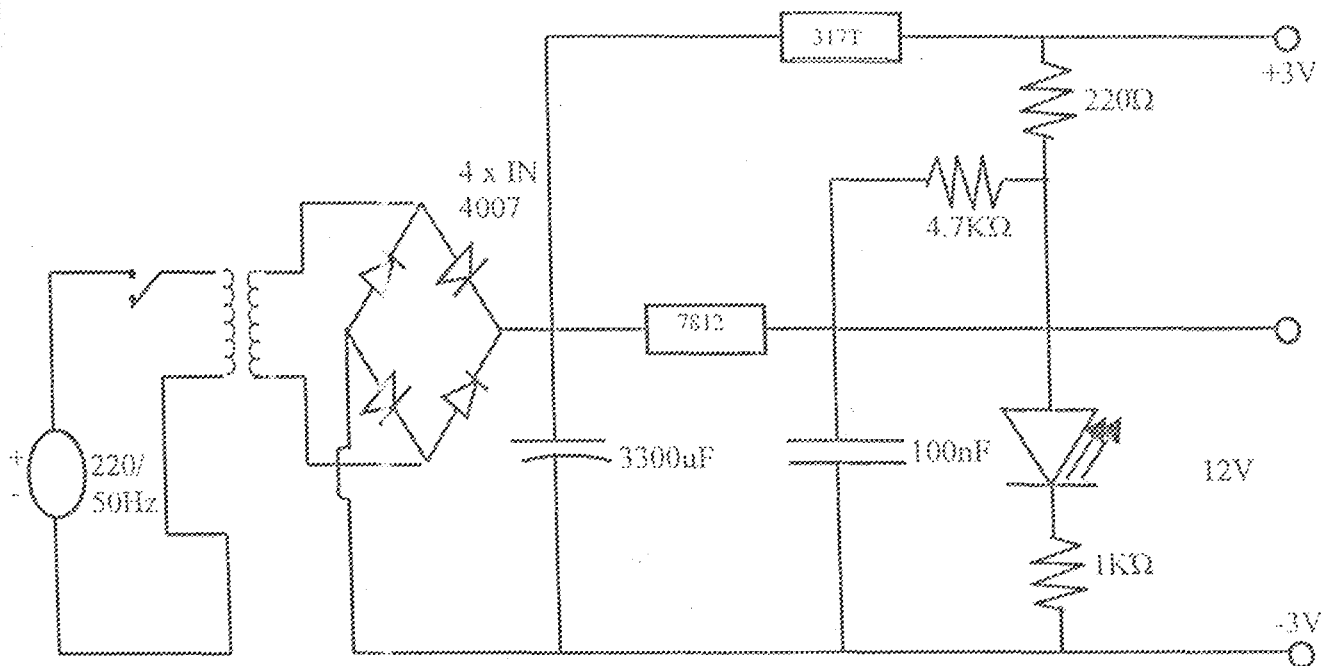 317T
+3V
220Ω
4 x IN
4007
4.7KΩ
7812
+
-
220/
50Hz
3300uF
100nF
12V
1KΩ
-3V